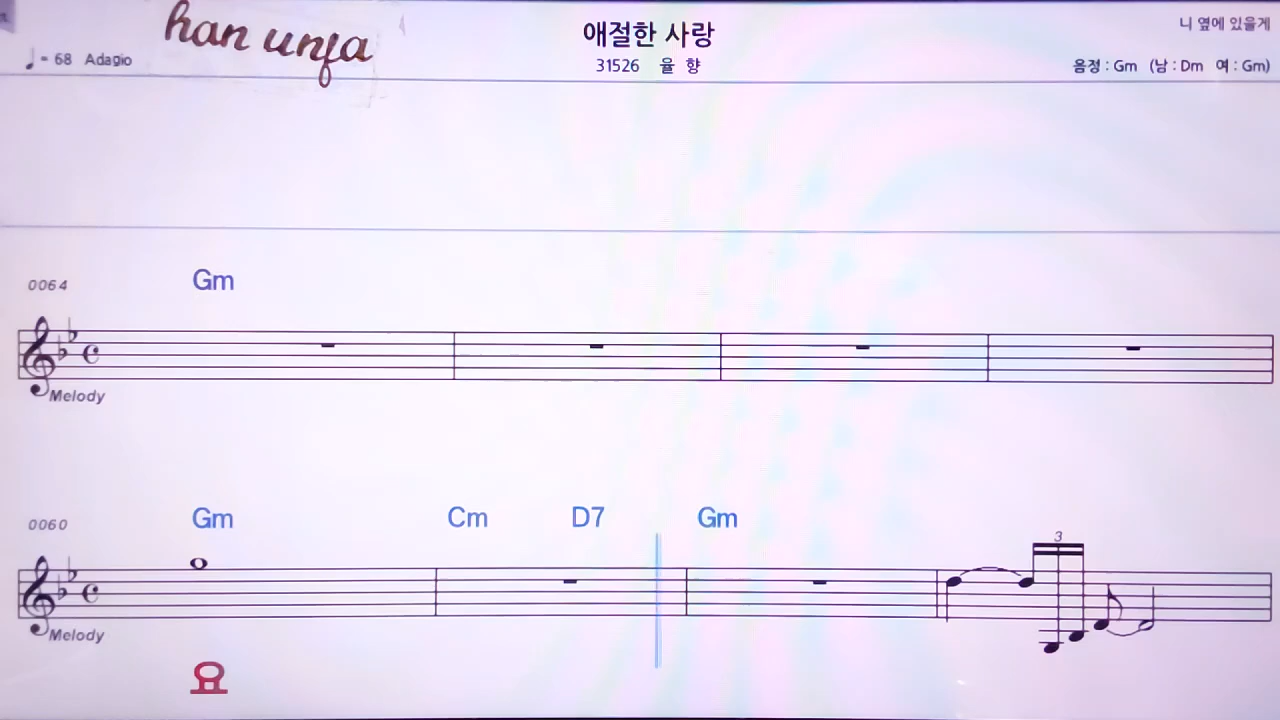 han unfa
애절한 사랑
니 옆에 있을게
♩= 68 Adagio
31526 율 향
음정 : Gm (남 : Dm 여 : Gm)
0064 Gm
Melody
0060 Gm Cm D7 Gm
3
Melody
요